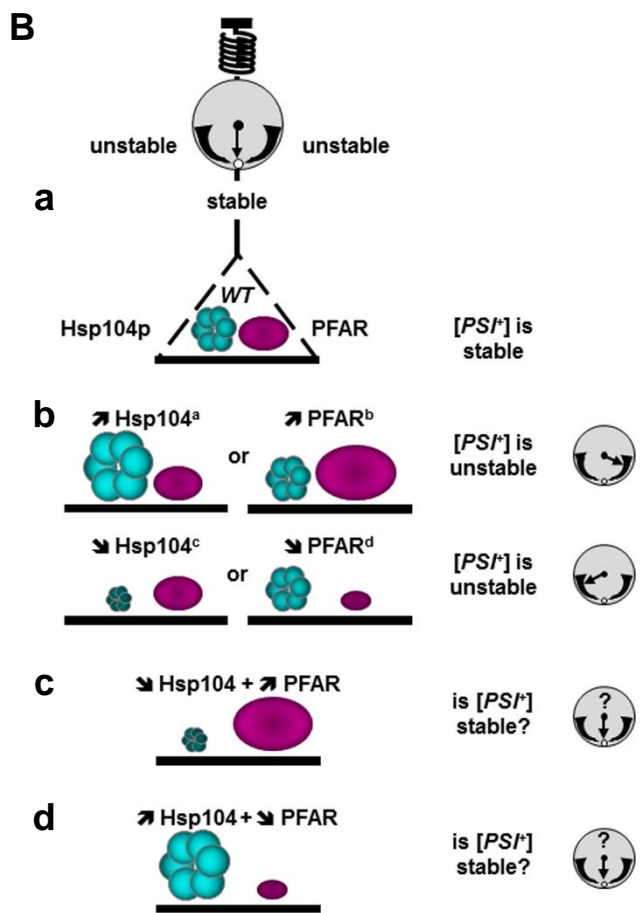 B
unstable unstable
a
stable
WT
Hsp104p PFAR
[PSI⁺] is
stable
b
↗ Hsp104ᵃ or ↗ PFARᵇ
[PSI⁺] is
unstable
↘ Hsp104ᶜ or ↘ PFARᵈ
[PSI⁺] is
unstable
c
↘ Hsp104 + ↗ PFAR
is [PSI⁺]
stable?
?
d
↗ Hsp104 + ↘ PFAR
is [PSI⁺]
stable?
?